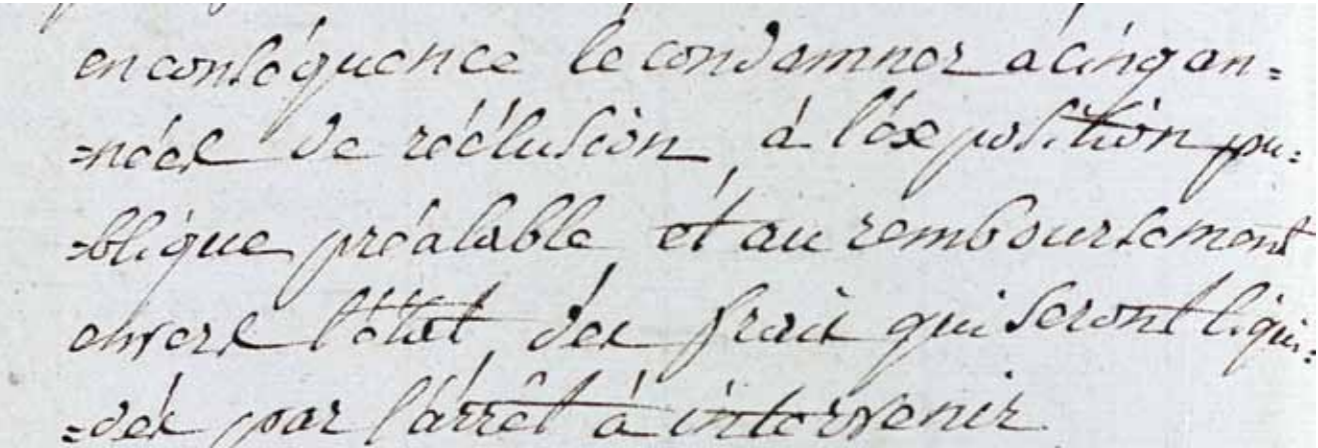 en conséquence le condamner à cinq an=
=nées de réclusion, à l'exposition pu=
=blique préalable, et au remboursement
envers l'état, des frais qui seront liqui=
=dés par l'arrêt à intervenir